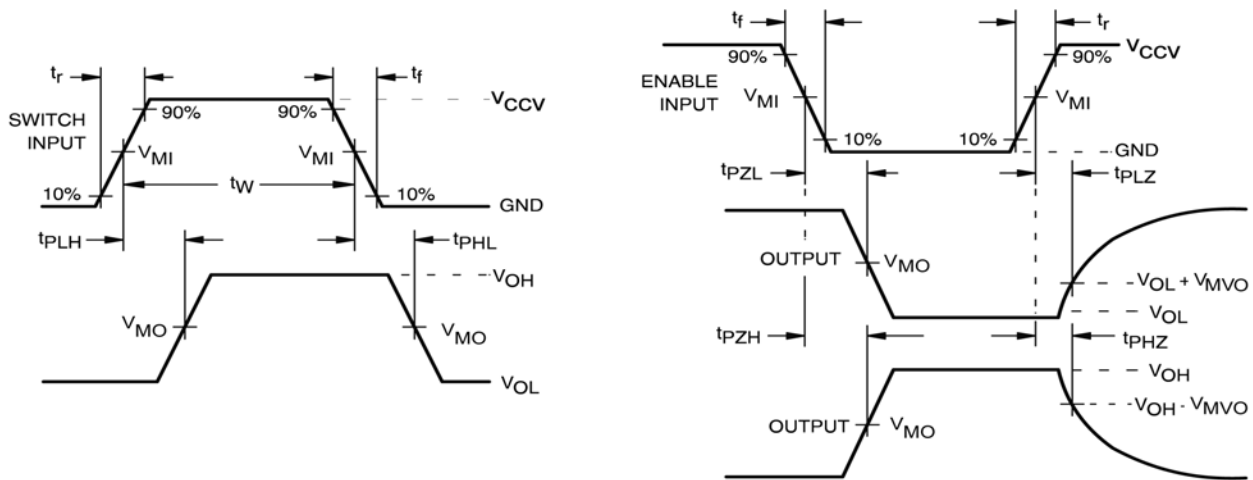 tr
tf
SWITCH
INPUT
90%
90%
VCCV
VMI
VMI
10%
tW
10%
GND
tPLH
tPHL
VOH
VMO
VMO
VOL
tf
tr
ENABLE
INPUT
90%
90%
VCCV
VMI
VMI
10%
10%
GND
tPZL
tPLZ
OUTPUT
VMO
VOL + VMVO
VOL
tPZH
tPHZ
VOH
VOH - VMVO
OUTPUT
VMO